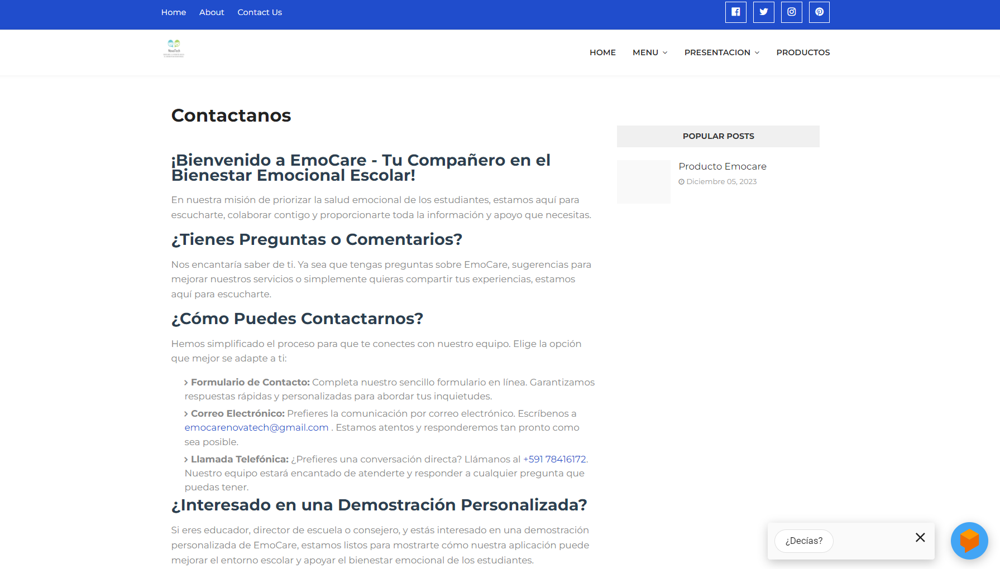 Home About Contact Us
NovaTech
HOME MENU PRESENTACION PRODUCTOS
Contactanos
¡Bienvenido a EmoCare - Tu Compañero en el
Bienestar Emocional Escolar!
En nuestra misión de priorizar la salud emocional de los estudiantes, estamos aquí para
escucharte, colaborar contigo y proporcionarte toda la información y apoyo que necesitas.
¿Tienes Preguntas o Comentarios?
Nos encantaría saber de ti. Ya sea que tengas preguntas sobre EmoCare, sugerencias para
mejorar nuestros servicios o simplemente quieras compartir tus experiencias, estamos
aquí para escucharte.
¿Cómo Puedes Contactarnos?
Hemos simplificado el proceso para que te conectes con nuestro equipo. Elige la opción
que mejor se adapte a ti:
Formulario de Contacto: Completa nuestro sencillo formulario en línea. Garantizamos
respuestas rápidas y personalizadas para abordar tus inquietudes.
Correo Electrónico: Prefieres la comunicación por correo electrónico. Escríbenos a
emocarenovatech@gmail.com . Estamos atentos y responderemos tan pronto como
sea posible.
Llamada Telefónica: ¿Prefieres una conversación directa? Llámanos al +591 78416172.
Nuestro equipo estará encantado de atenderte y responder a cualquier pregunta que
puedas tener.
¿Interesado en una Demostración Personalizada?
Si eres educador, director de escuela o consejero, y estás interesado en una demostración
personalizada de EmoCare, estamos listos para mostrarte cómo nuestra aplicación puede
mejorar el entorno escolar y apoyar el bienestar emocional de los estudiantes.
POPULAR POSTS
Producto Emocare
Diciembre 05, 2023
¿Decías?